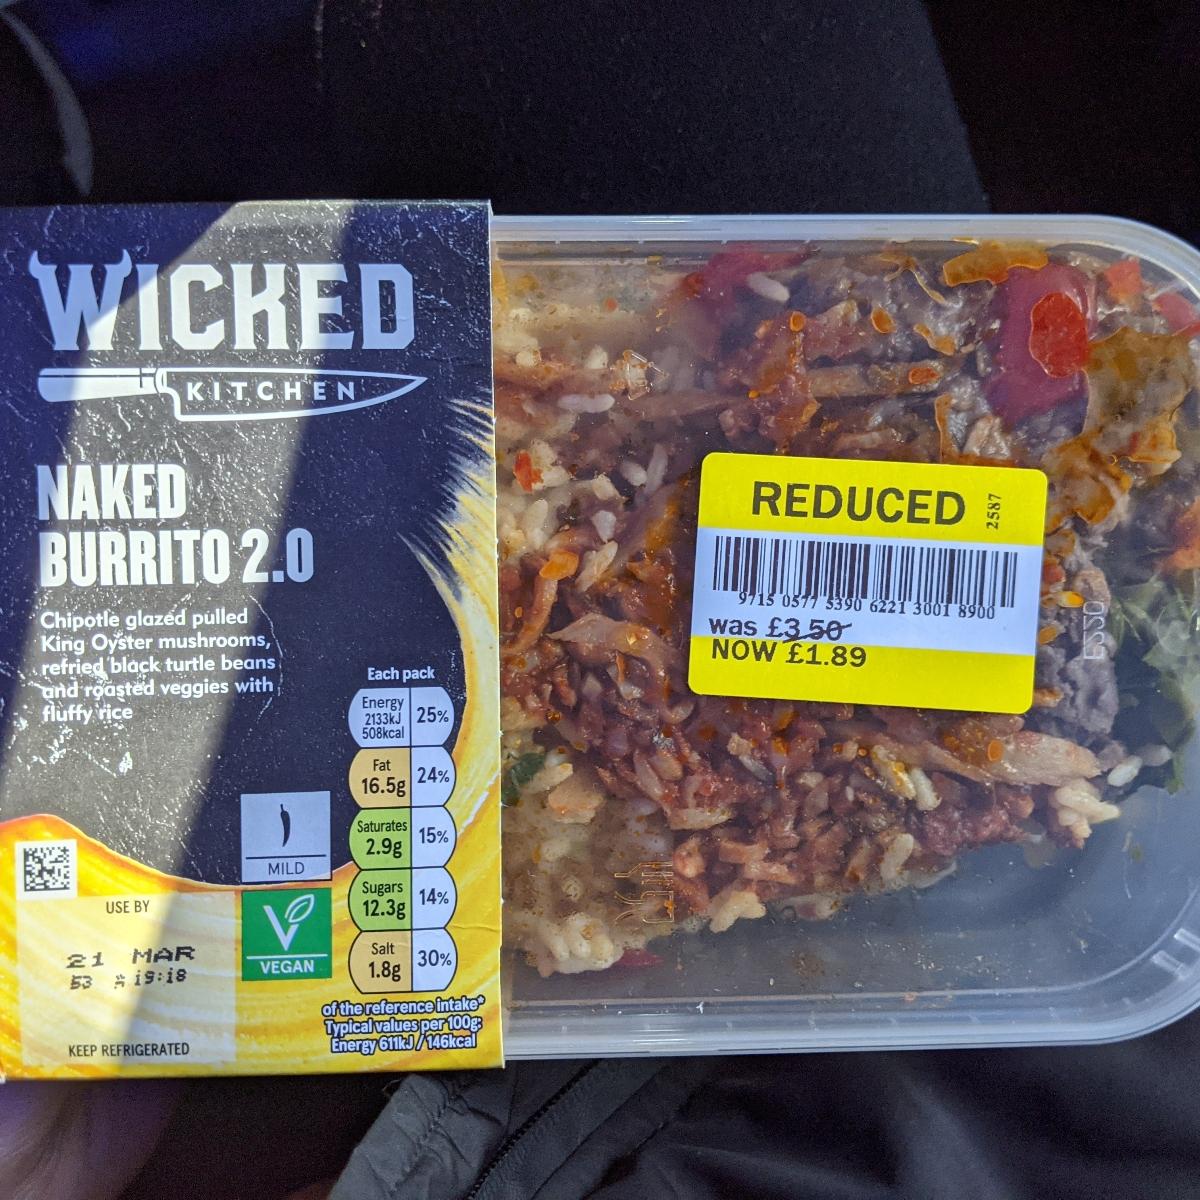 WICKED
KITCHEN
NAKED
BURRITO 2.0
Chipotle glazed pulled
King Oyster mushrooms,
refried black turtle beans
and roasted veggies with
fluffy rice
Each pack
Energy
2133kJ
508kcal
25%
Fat
16.5g
24%
Saturates
2.9g
15%
Sugars
12.3g
14%
Salt
1.8g
30%
of the reference intake*
Typical values per 100g:
Energy 611kJ / 146kcal
MILD
VEGAN
USE BY
21 MAR
19:18
KEEP REFRIGERATED
REDUCED
2587
9715 0577 5390 6221 3001 8900
was £3.50
NOW £1.89